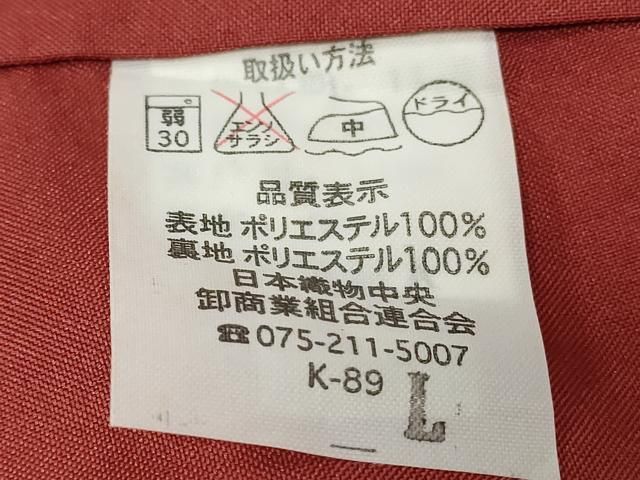 取扱い方法
弱 30
エンソ サラシ
中
ドライ
品質表示
表地 ポリエステル100%
裏地 ポリエステル100%
日本織物中央
卸商業組合連合会
☎075-211-5007
K-89
L